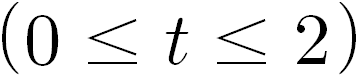 (0 ≤ t ≤ 2)